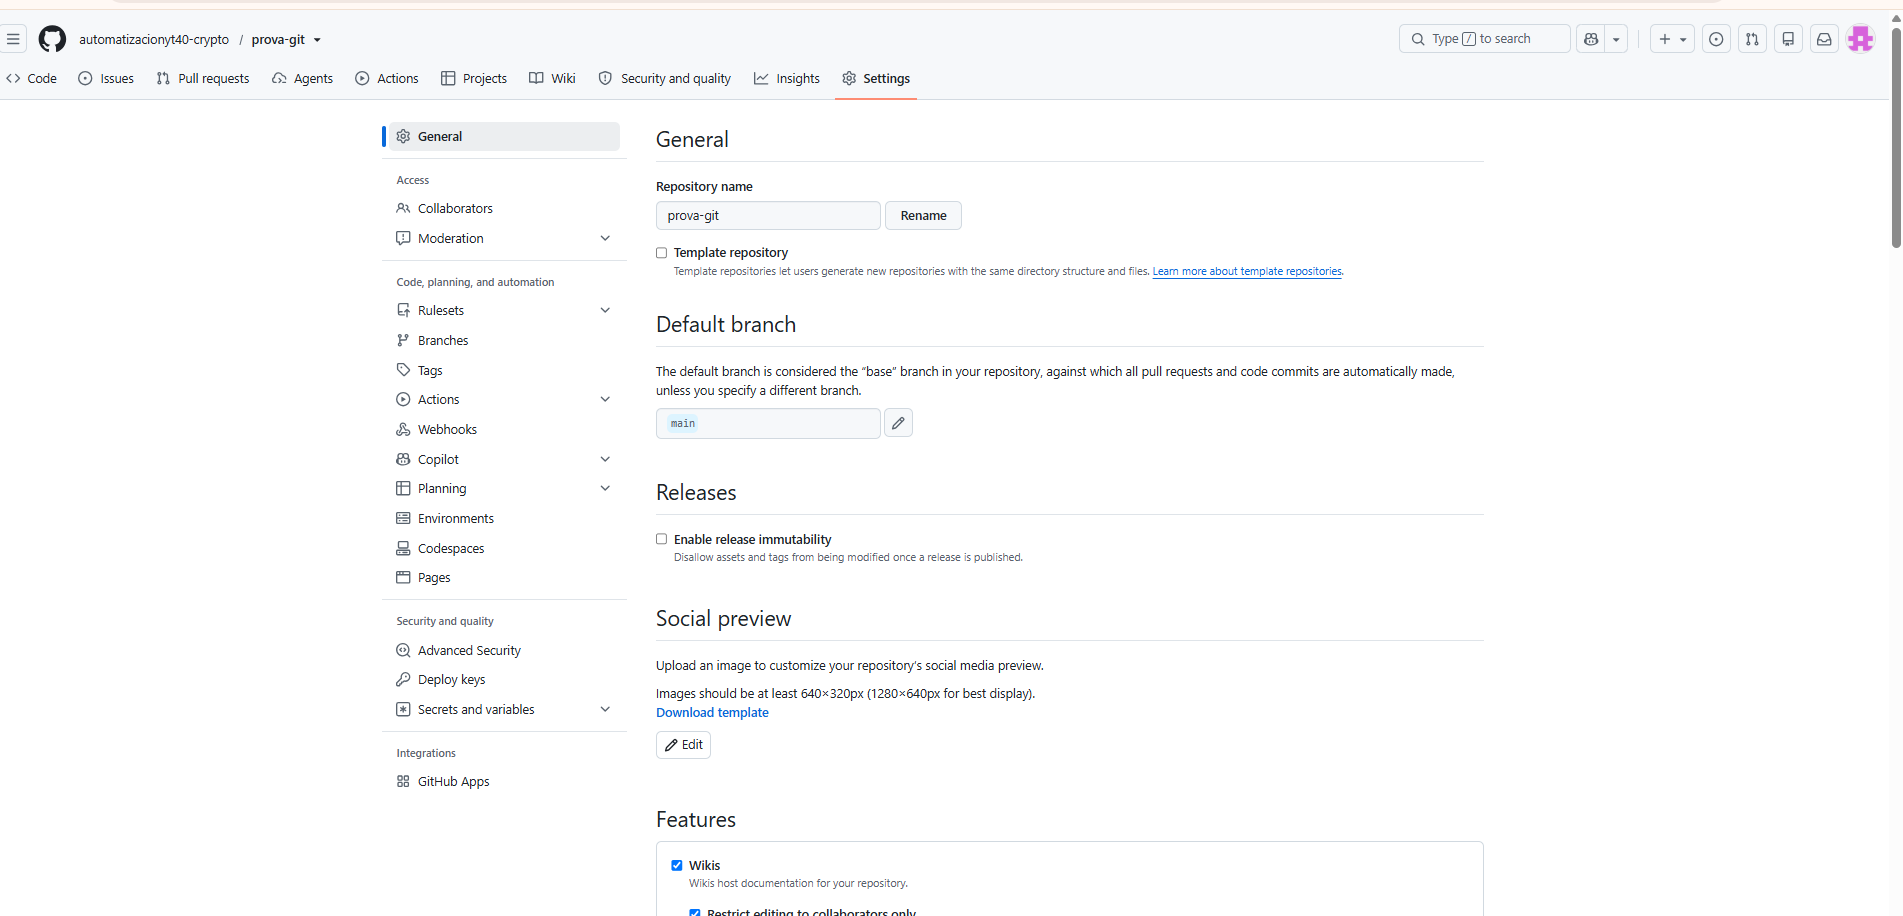 automatizacionyt40-crypto / prova-git
Type / to search
Code
Issues
Pull requests
Agents
Actions
Projects
Wiki
Security and quality
Insights
Settings
General
Access
Collaborators
Moderation
Code, planning, and automation
Rulesets
Branches
Tags
Actions
Webhooks
Copilot
Planning
Environments
Codespaces
Pages
Security and quality
Advanced Security
Deploy keys
Secrets and variables
Integrations
GitHub Apps
General
Repository name
prova-git
Rename
Template repository
Template repositories let users generate new repositories with the same directory structure and files. Learn more about template repositories.
Default branch
The default branch is considered the “base” branch in your repository, against which all pull requests and code commits are automatically made,
unless you specify a different branch.
main
Releases
Enable release immutability
Disallow assets and tags from being modified once a release is published.
Social preview
Upload an image to customize your repository’s social media preview.
Images should be at least 640×320px (1280×640px for best display).
Download template
Edit
Features
Wikis
Wikis host documentation for your repository.
Restrict editing to collaborators only